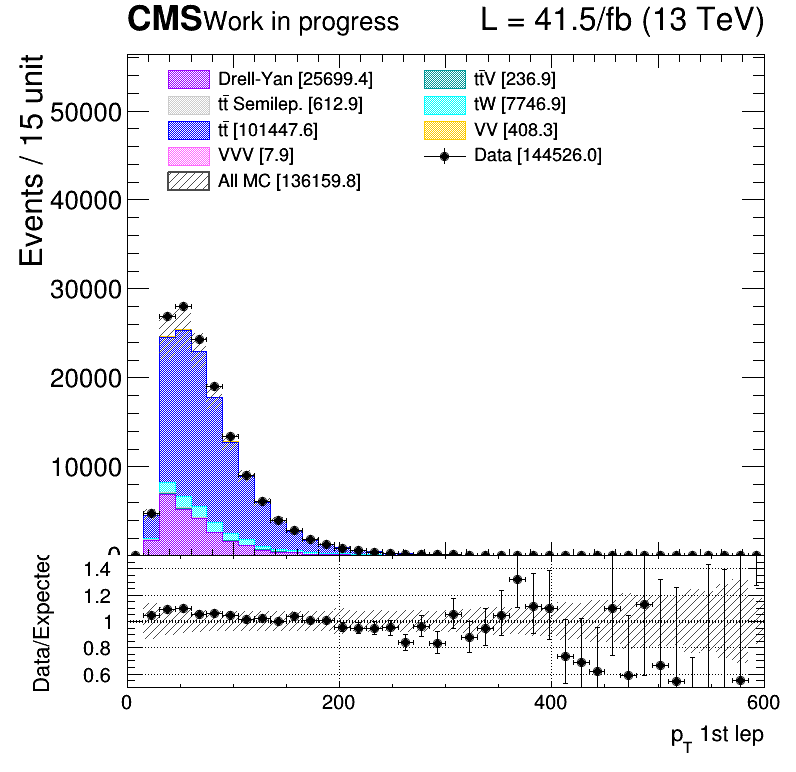 CMS Work in progress L = 41.5/fb (13 TeV)
Drell-Yan [25699.4] tt̄V [236.9]
tt̄ Semilep. [612.9] tW [7746.9]
tt̄ [101447.6] VV [408.3]
VVV [7.9] Data [144526.0]
All MC [136159.8]
Events / 15 unit
50000
40000
30000
20000
10000
0
Data/Expected
1.4
1.2
1
0.8
0.6
0 200 400 600
p_T 1st lep